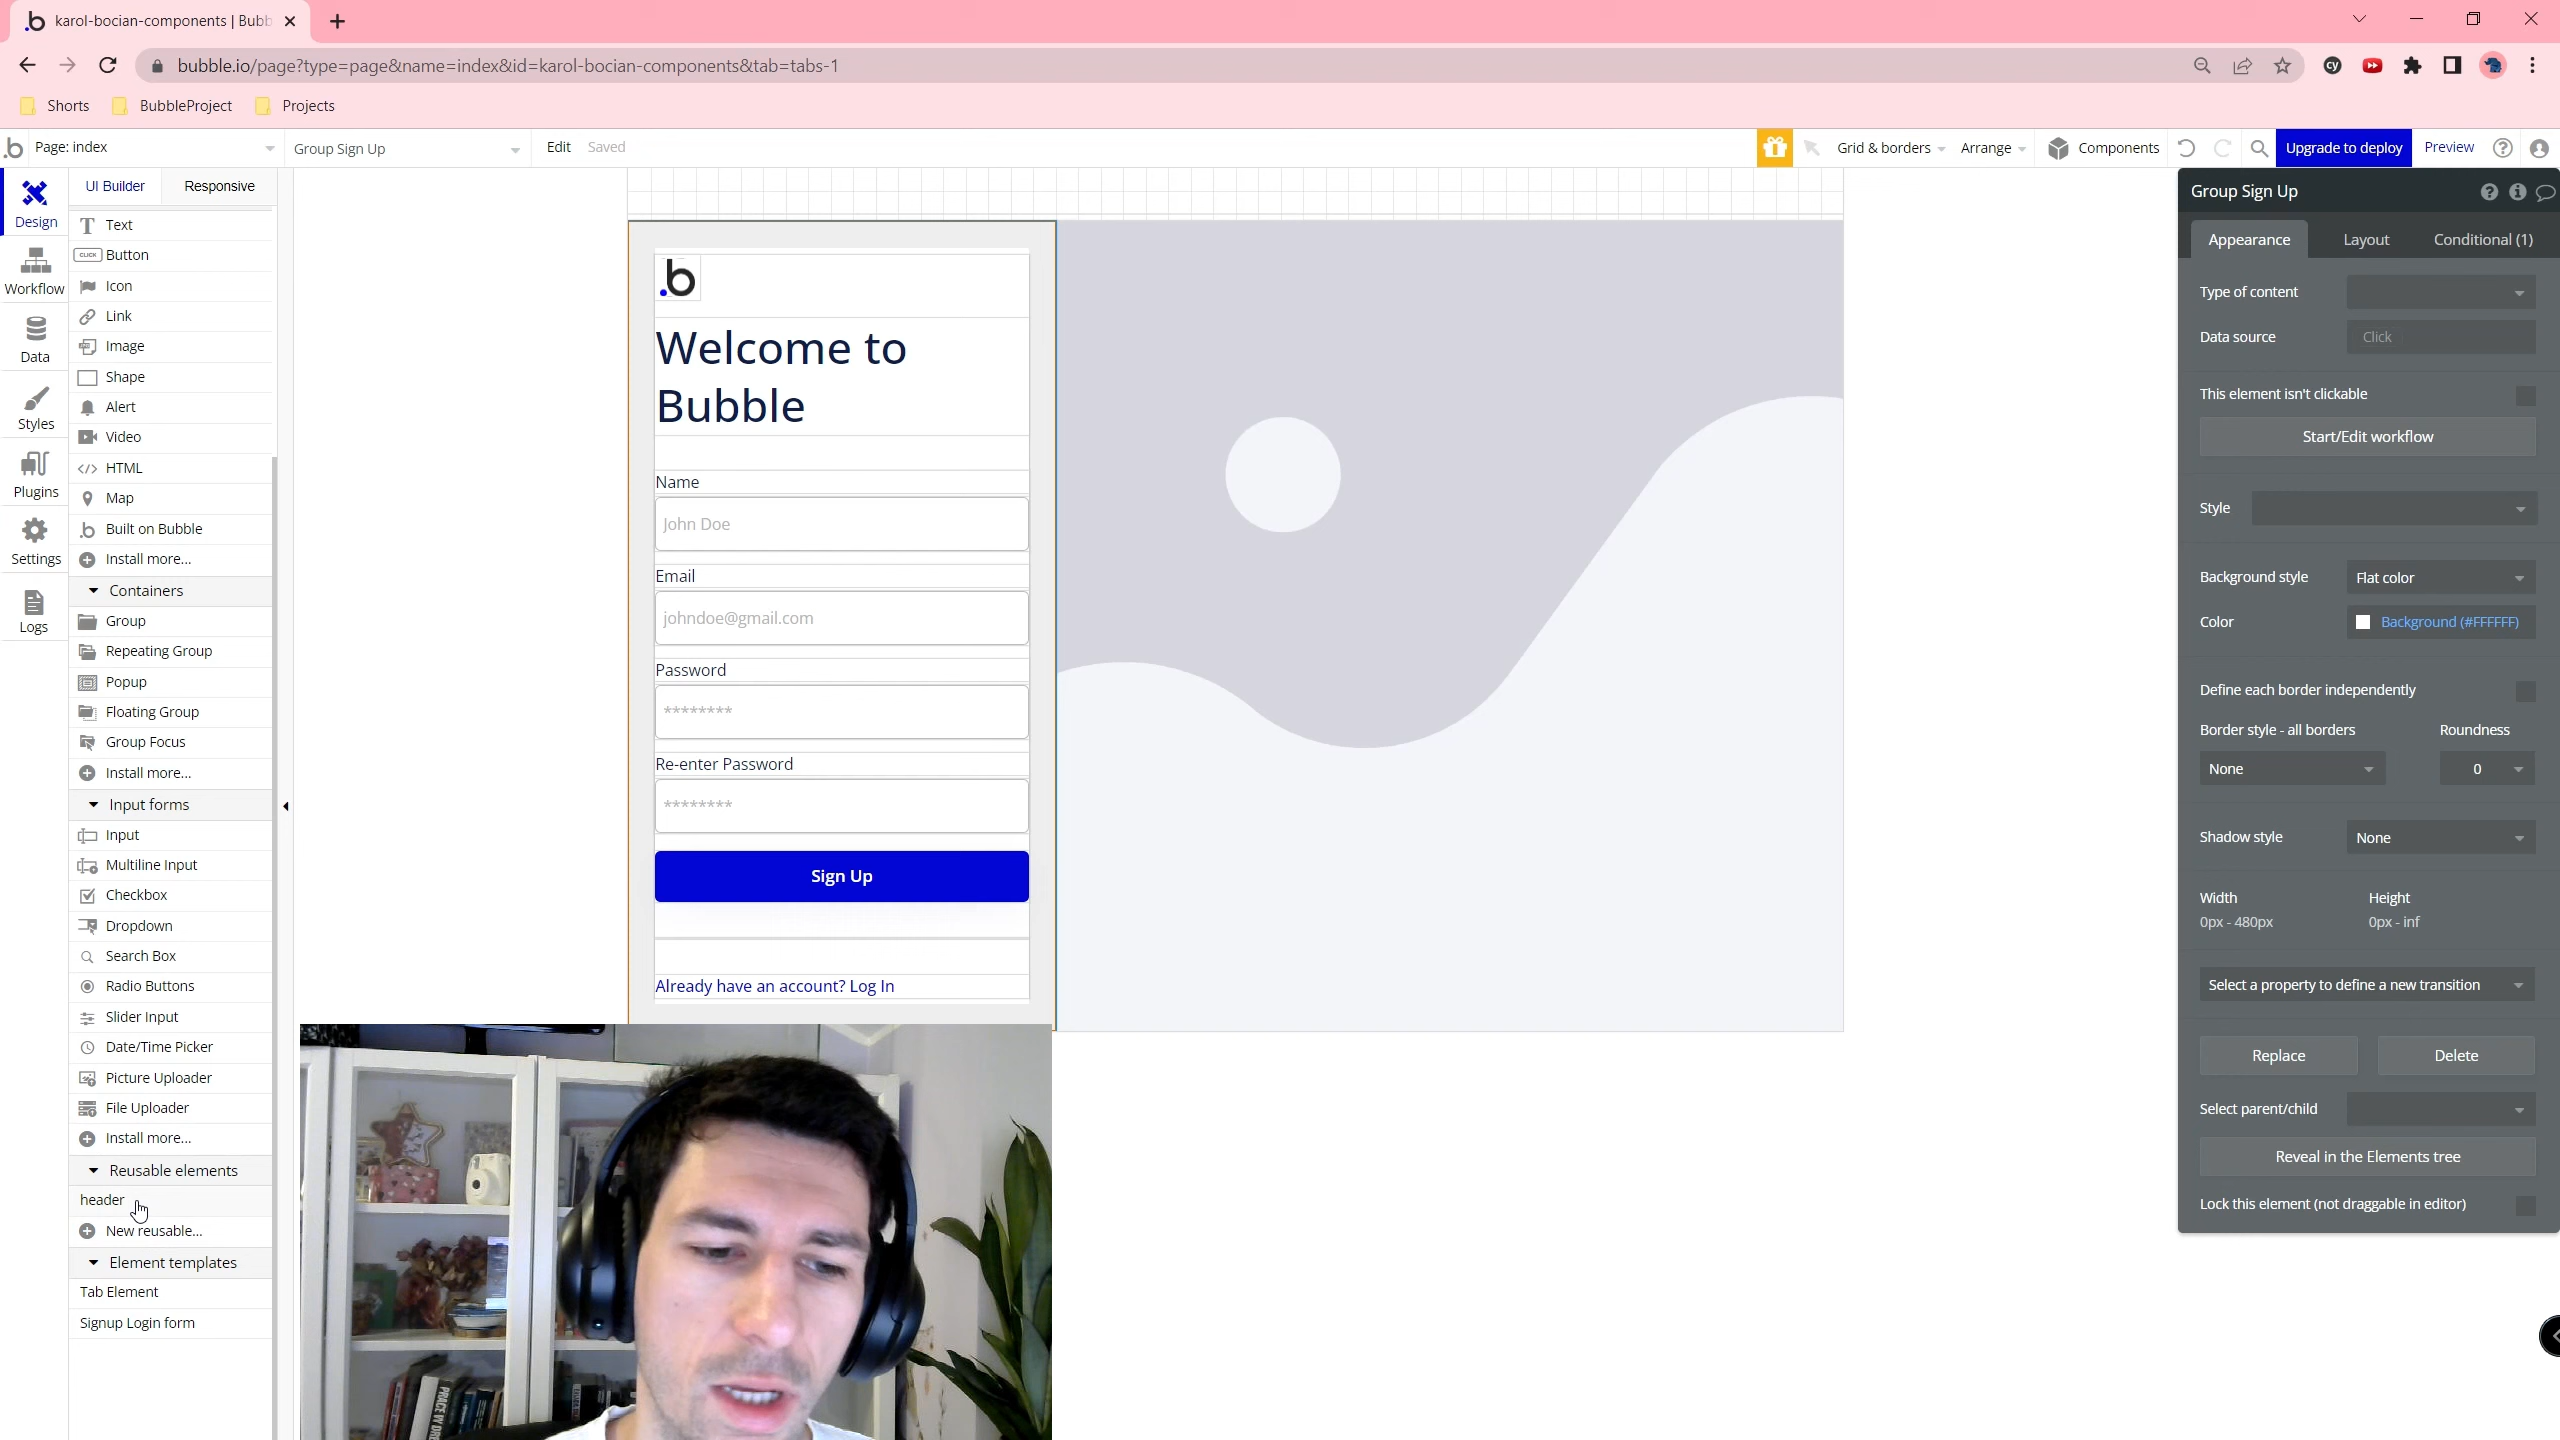 karol-bocian-components | Bubb
bubble.io/page?type=page&name=index&id=karol-bocian-components&tab=tabs-1
Shorts
BubbleProject
Projects
Page: index
Group Sign Up
Edit
Saved
Grid & borders
Arrange
Components
Upgrade to deploy
Preview
Design
Workflow
Data
Styles
Plugins
Settings
Logs
UI Builder
Responsive
Text
CLICK
Button
Icon
Link
Image
Shape
Alert
Video
HTML
Map
Built on Bubble
Install more...
Containers
Group
Repeating Group
Popup
Floating Group
Group Focus
Install more...
Input forms
Input
Multiline Input
Checkbox
Dropdown
Search Box
Radio Buttons
Slider Input
Date/Time Picker
Picture Uploader
File Uploader
Install more...
Reusable elements
header
New reusable...
Element templates
Tab Element
Signup Login form
.b
Welcome to
Bubble
Name
John Doe
Email
johndoe@gmail.com
Password
********
Re-enter Password
********
Sign Up
Already have an account? Log In
Group Sign Up
Appearance
Layout
Conditional (1)
Type of content
Data source
Click
This element isn't clickable
Start/Edit workflow
Style
Background style
Flat color
Color
Background (#FFFFFF)
Define each border independently
Border style - all borders
Roundness
None
0
Shadow style
None
Width
Height
0px - 480px
0px - inf
Select a property to define a new transition
Replace
Delete
Select parent/child
Reveal in the Elements tree
Lock this element (not draggable in editor)